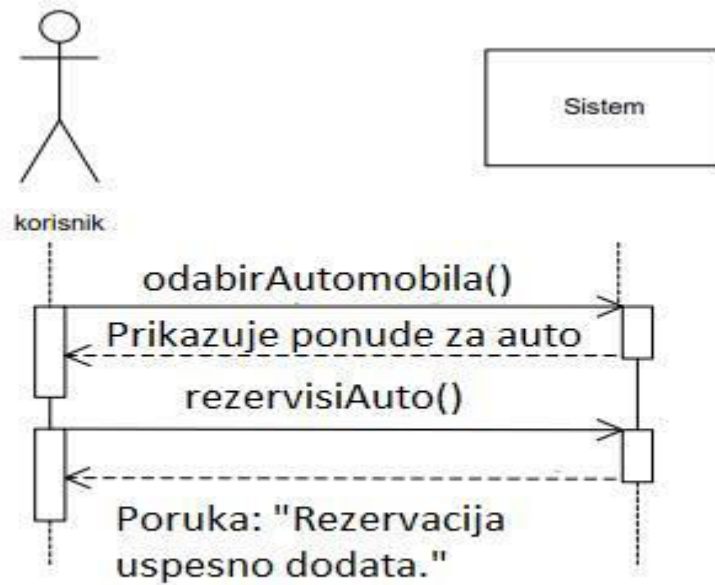 Sistem
korisnik
odabirAutomobila()
Prikazuje ponude za auto
rezervisiAuto()
Poruka: "Rezervacija
uspesno dodata."